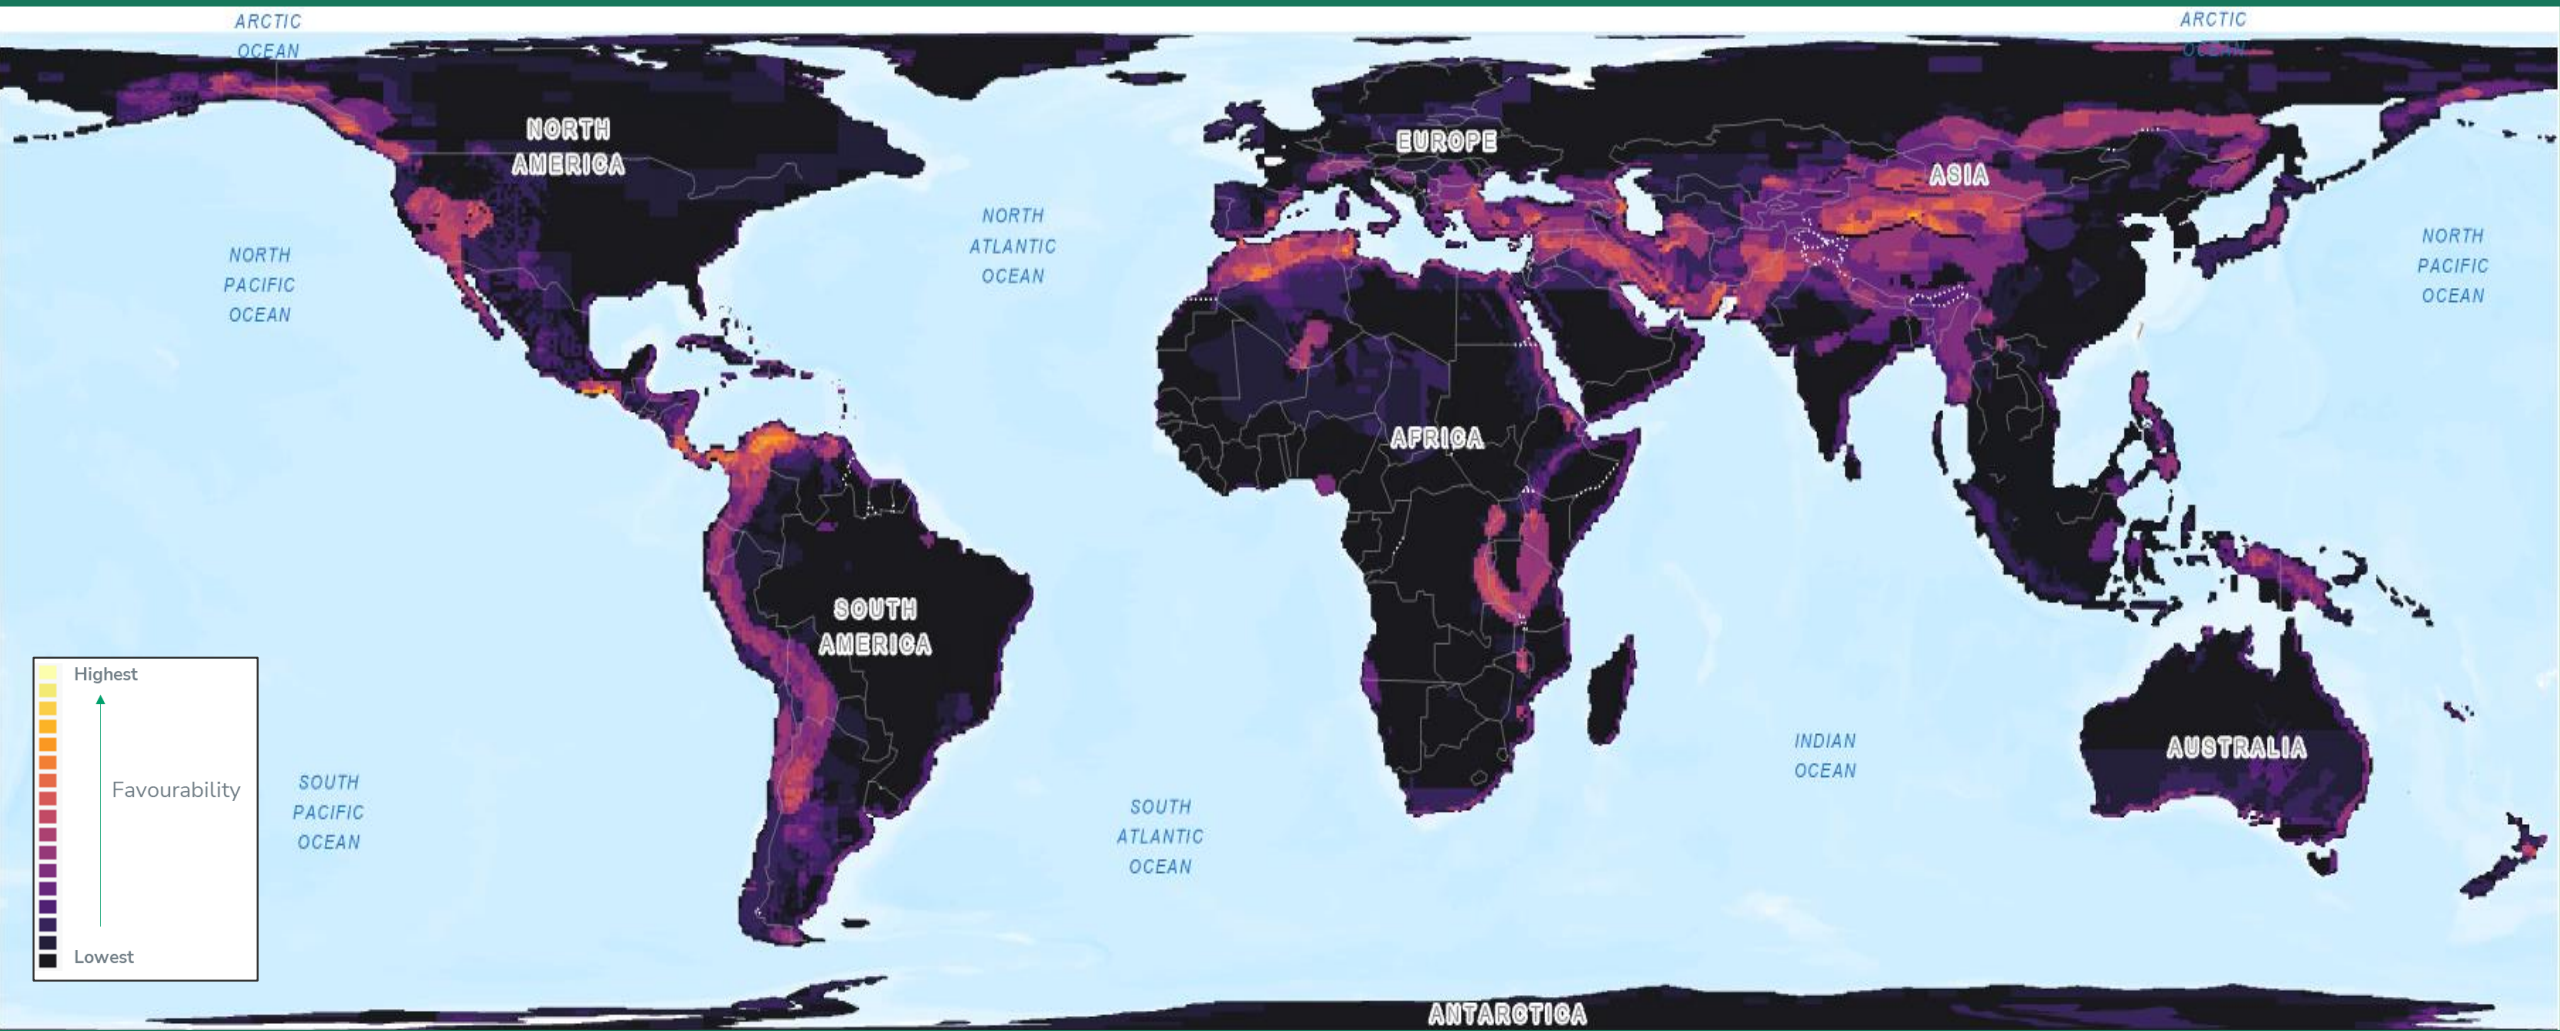 ARCTIC
OCEAN
ARCTIC
OCEAN
NORTH
AMERICA
EUROPE
ASIA
NORTH
ATLANTIC
OCEAN
NORTH
PACIFIC
OCEAN
NORTH
PACIFIC
OCEAN
AFRICA
SOUTH
AMERICA
Highest
Favourability
Lowest
SOUTH
PACIFIC
OCEAN
SOUTH
ATLANTIC
OCEAN
INDIAN
OCEAN
AUSTRALIA
ANTARCTICA